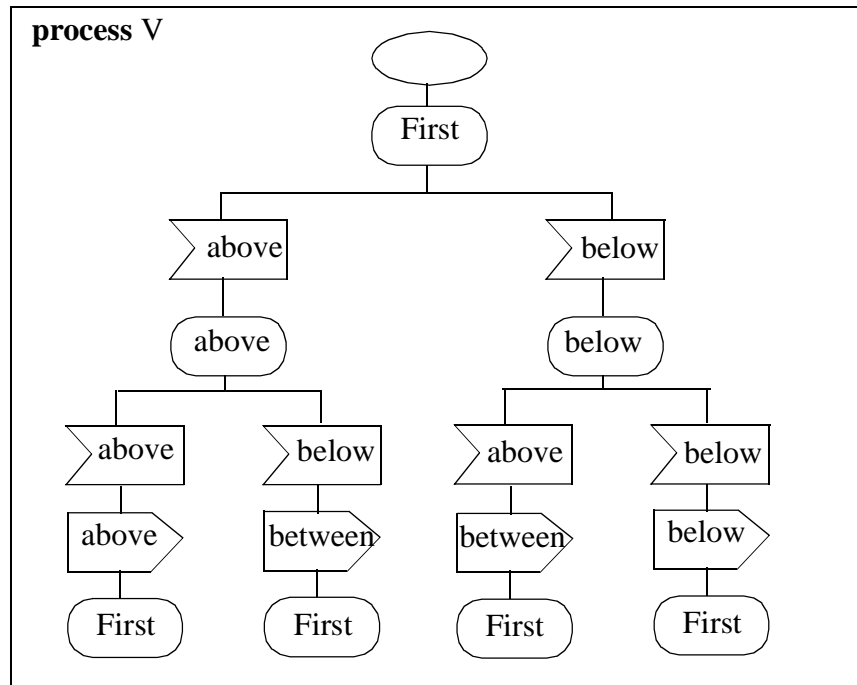 process V
First
above
below
above
below
above
below
above
below
above
between
between
below
First
First
First
First